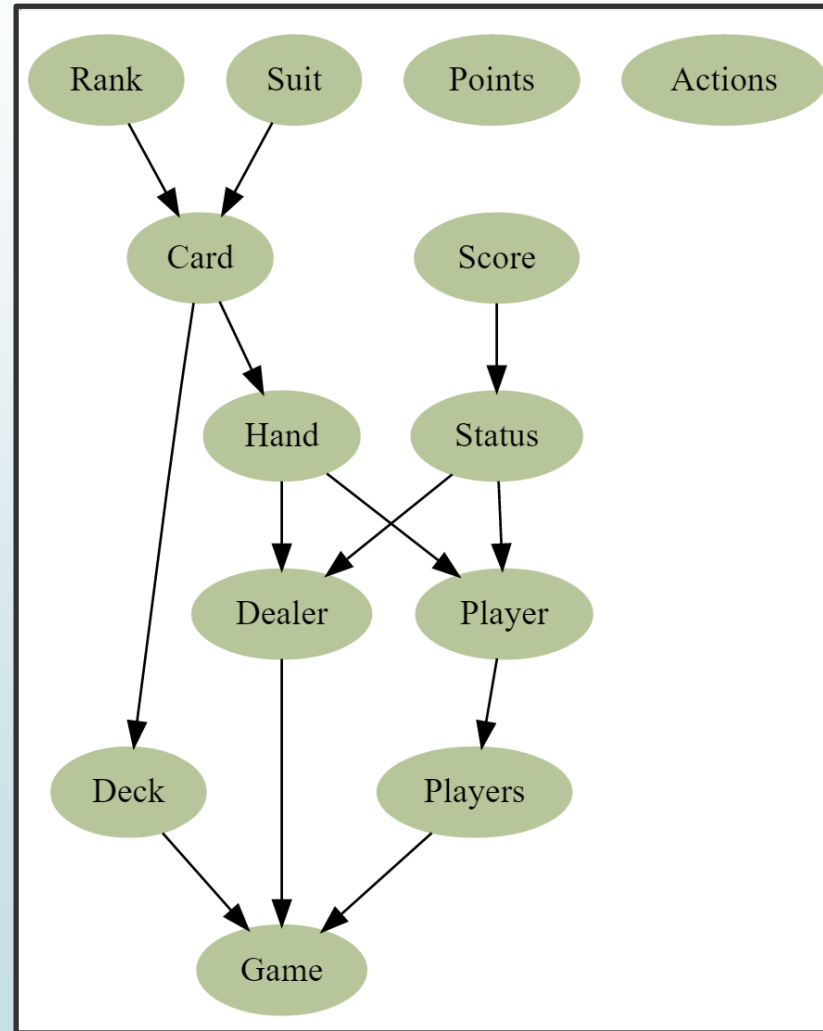 Rank
Suit
Points
Actions
Card
Score
Hand
Status
Dealer
Player
Deck
Players
Game